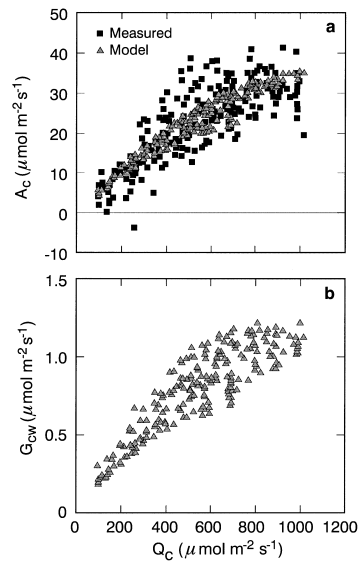 50
40
30
20
10
0
-10
Measured
Model
a
A_C (μmol m⁻² s⁻¹)
1.5
1.0
0.5
0
b
G_CW (μmol m⁻² s⁻¹)
0 200 400 600 800 1000 1200
Q_C (μ mol m⁻² s⁻¹)